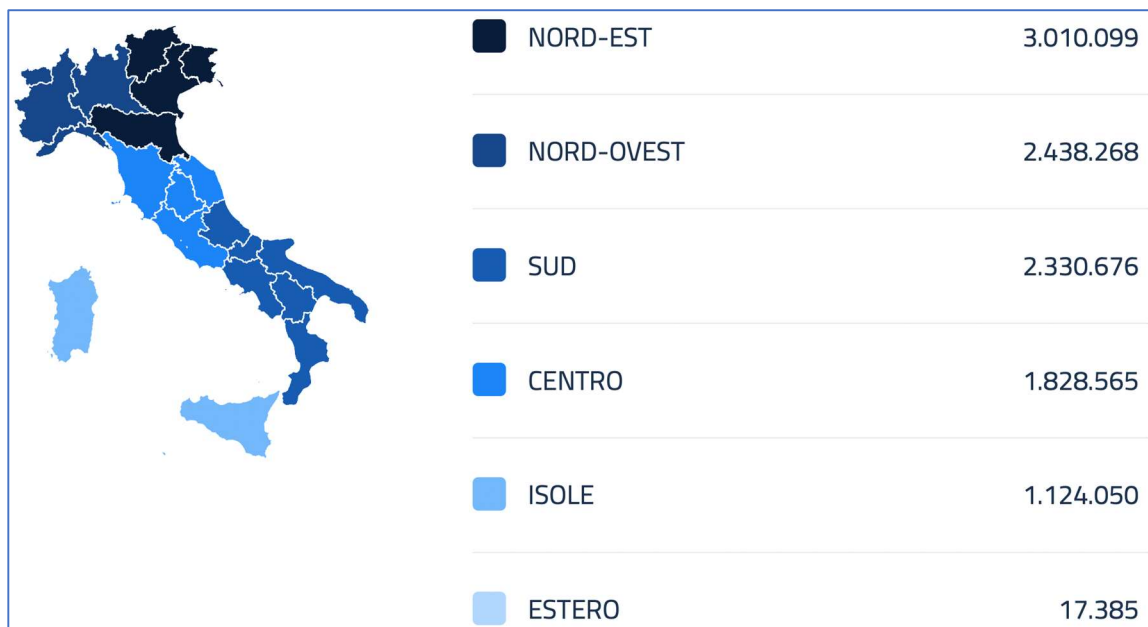 NORD-EST 3.010.099
NORD-OVEST 2.438.268
SUD 2.330.676
CENTRO 1.828.565
ISOLE 1.124.050
ESTERO 17.385